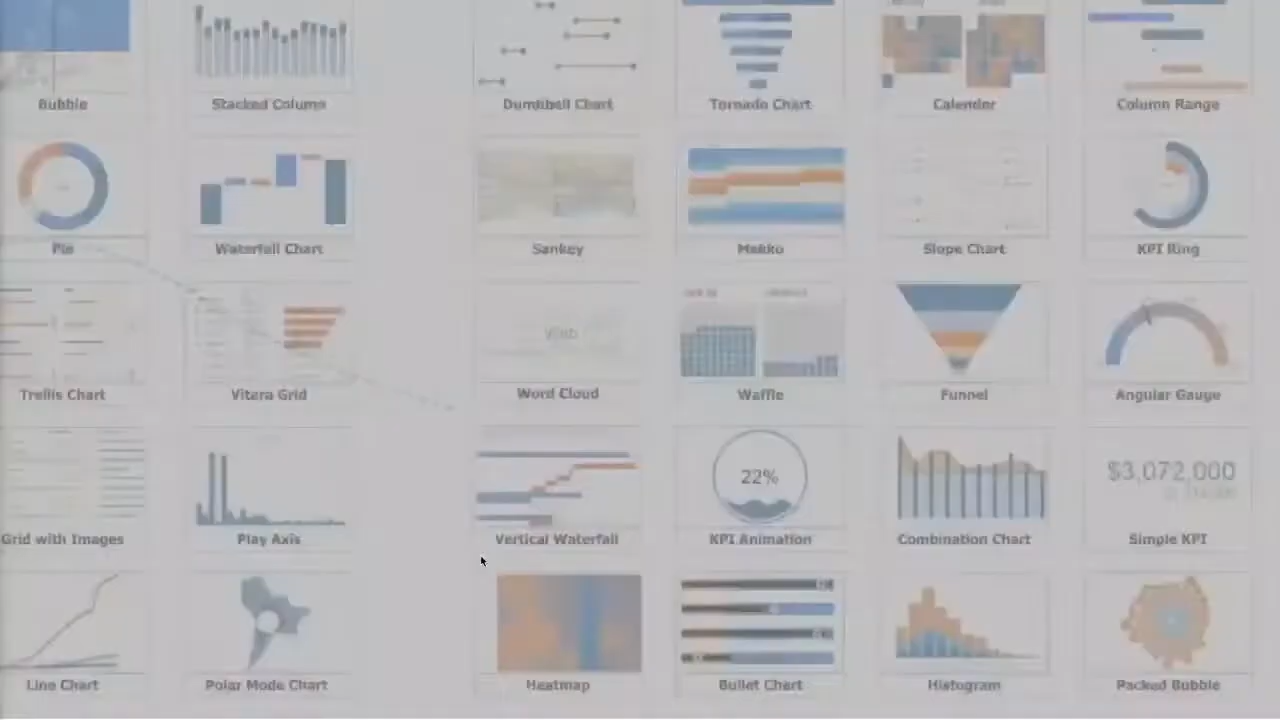 Bubble
Stacked Column
Dumbbell Chart
Tornado Chart
Calender
Column Range
Pie
Waterfall Chart
Sankey
Mekko
Slope Chart
KPI Ring
Trellis Chart
Vitara Grid
Word Cloud
Waffle
Funnel
Angular Gauge
22%
$3,072,000
Grid with Images
Play Axis
Vertical Waterfall
KPI Animation
Combination Chart
Simple KPI
Line Chart
Polar Mode Chart
Heatmap
Bullet Chart
Histogram
Packed Bubble